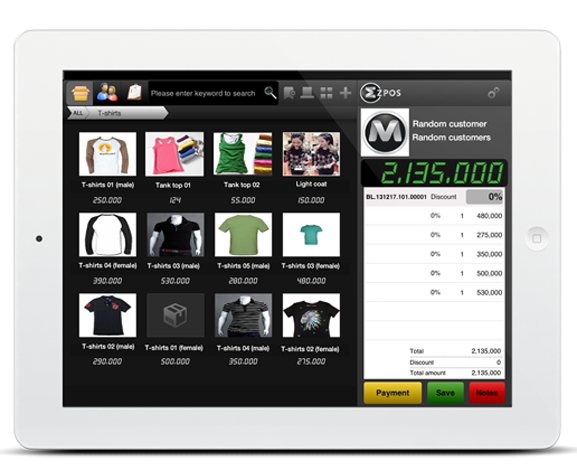 Please enter keyword to search
ZPOS
ALL
T-shirts
Random customer
Random customers
2.135.000
T-shirts 01 (male)
Tank top 01
Tank top 02
Light coat
250.000
124
55.000
150.000
BL.131217.101.00001 Discount 0%
0% 1 480,000
0% 1 275,000
0% 1 350,000
0% 1 500,000
0% 1 530,000
T-shirts 04 (female)
T-shirts 03 (male)
T-shirts 05 (male)
T-shirts 03 (female)
390.000
530.000
280.000
480.000
T-shirts 02 (male)
T-shirts 01 (female)
T-shirts 04 (male)
T-shirts 02 (female)
290.000
500.000
350.000
275.000
Total 2,135,000
Discount 0
Total amount 2,135,000
Payment
Save
Notes